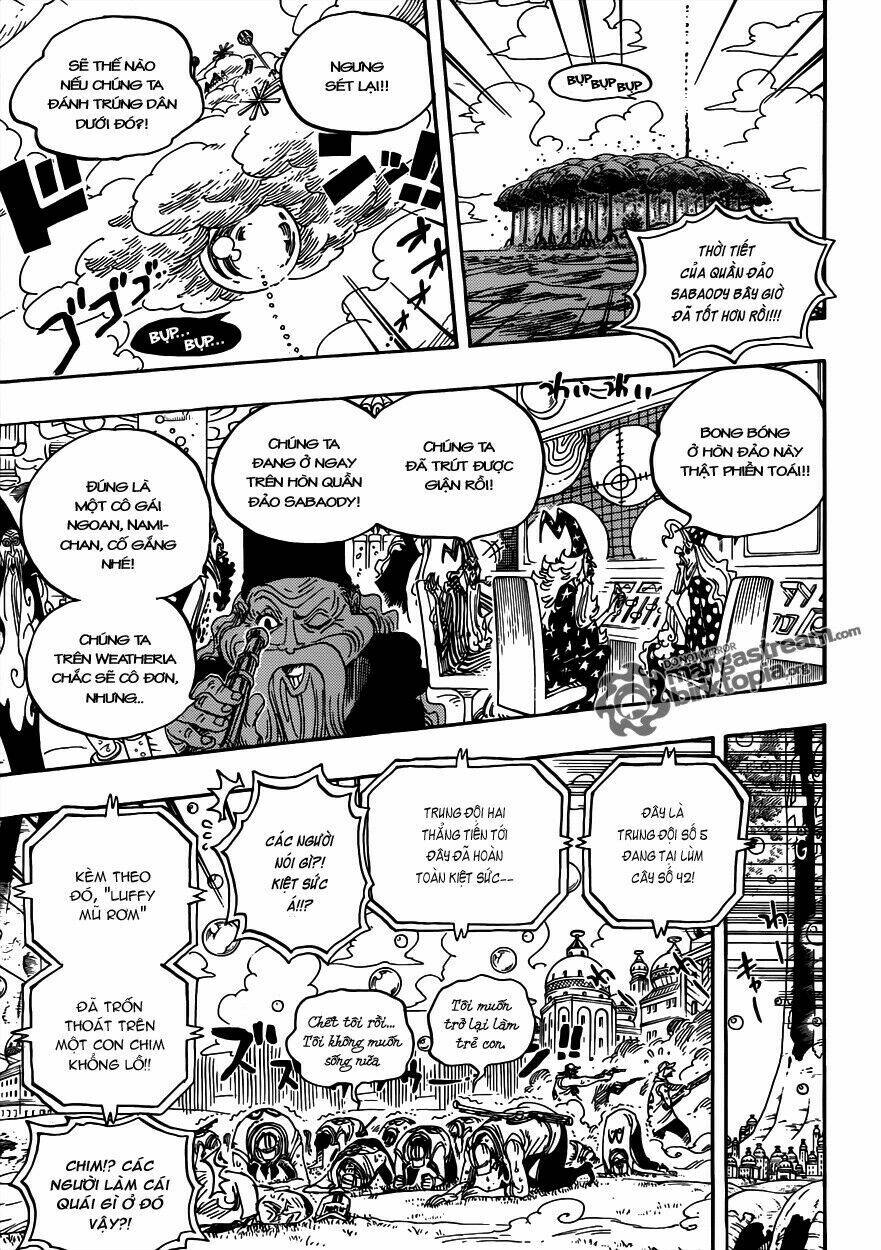 BỤP
BỤP
BỤP
THỜI TIẾT
CỦA QUẦN ĐẢO
SABAODY BÂY GIỜ
ĐÃ TỐT HƠN RỒI!!!
NGƯNG
SÉT LẠI!!
SẼ THẾ NÀO
NẾU CHÚNG TA
ĐÁNH TRÚNG DÂN
DƯỚI ĐÓ?!
BỤP...
BỤP...
BONG BÓNG
Ở HÒN ĐẢO NÀY
THẬT PHIỀN TOÁI!!
CHÚNG TA
ĐÃ TRÚT ĐƯỢC
GIẬN RỒI!
CHÚNG TA
ĐANG Ở NGAY
TRÊN HÒN QUẦN
ĐẢO SABAODY!
ĐÚNG LÀ
MỘT CÔ GÁI
NGOAN, NAMI-
CHAN, CỐ GẮNG
NHÉ!
CHÚNG TA
TRÊN WEATHERIA
CHẮC SẼ CÔ ĐƠN,
NHƯNG..
mangastream.com
ĐÂY LÀ
TRUNG ĐỘI SỐ 5
ĐANG TẠI LÙM
CÂY SỐ 42!
TRUNG ĐỘI HAI
THẲNG TIẾN TỚI
ĐÂY ĐÃ HOÀN
TOÀN KIỆT SỨC--
CÁC NGƯỜI
NÓI GÌ?!
KIỆT SỨC
Á!!?
KÈM THEO
ĐÓ, "LUFFY
MŨ RƠM"
ĐÃ TRỐN
THOÁT TRÊN
MỘT CON CHIM
KHỔNG LỒ!!
Tôi muốn
trở lại làm
trẻ con.
Chết tôi rồi...
Tôi không muốn
sống nữa
CHIM!? CÁC
NGƯỜI LÀM CÁI
QUÁI GÌ Ở ĐÓ
VẬY?!